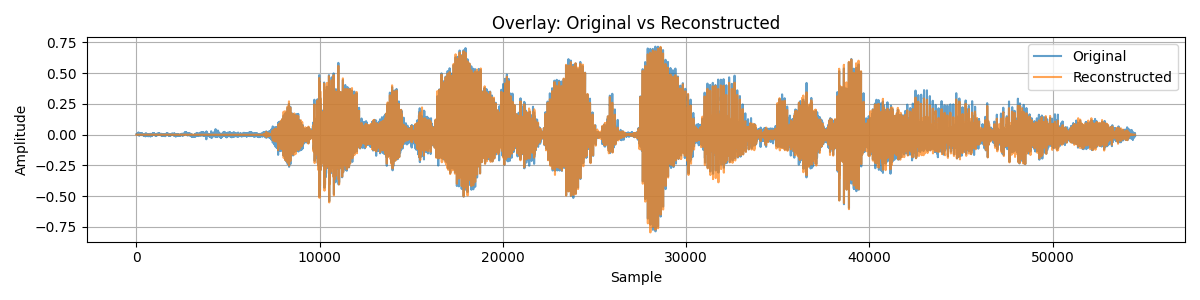 Overlay: Original vs Reconstructed
Original
Reconstructed
Amplitude
0.75
0.50
0.25
0.00
−0.25
−0.50
−0.75
0 10000 20000 30000 40000 50000
Sample